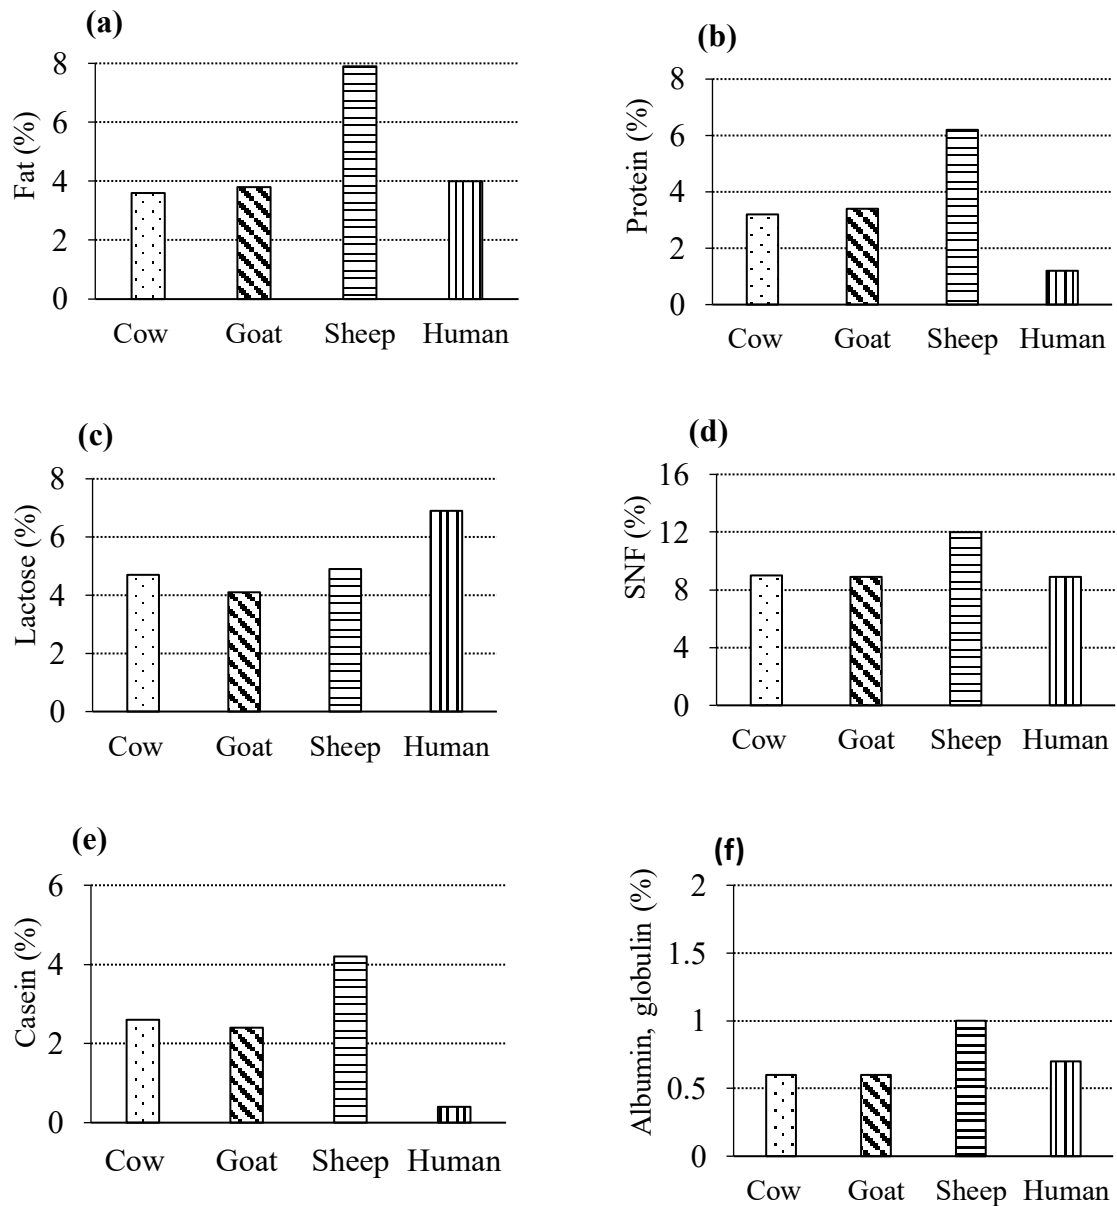 (a)
Fat (%)
8
6
4
2
0
Cow Goat Sheep Human
(b)
Protein (%)
8
6
4
2
0
Cow Goat Sheep Human
(c)
Lactose (%)
8
6
4
2
0
Cow Goat Sheep Human
(d)
SNF (%)
16
12
8
4
0
Cow Goat Sheep Human
(e)
Casein (%)
6
4
2
0
Cow Goat Sheep Human
(f)
Albumin, globulin (%)
2
1.5
1
0.5
0
Cow Goat Sheep Human